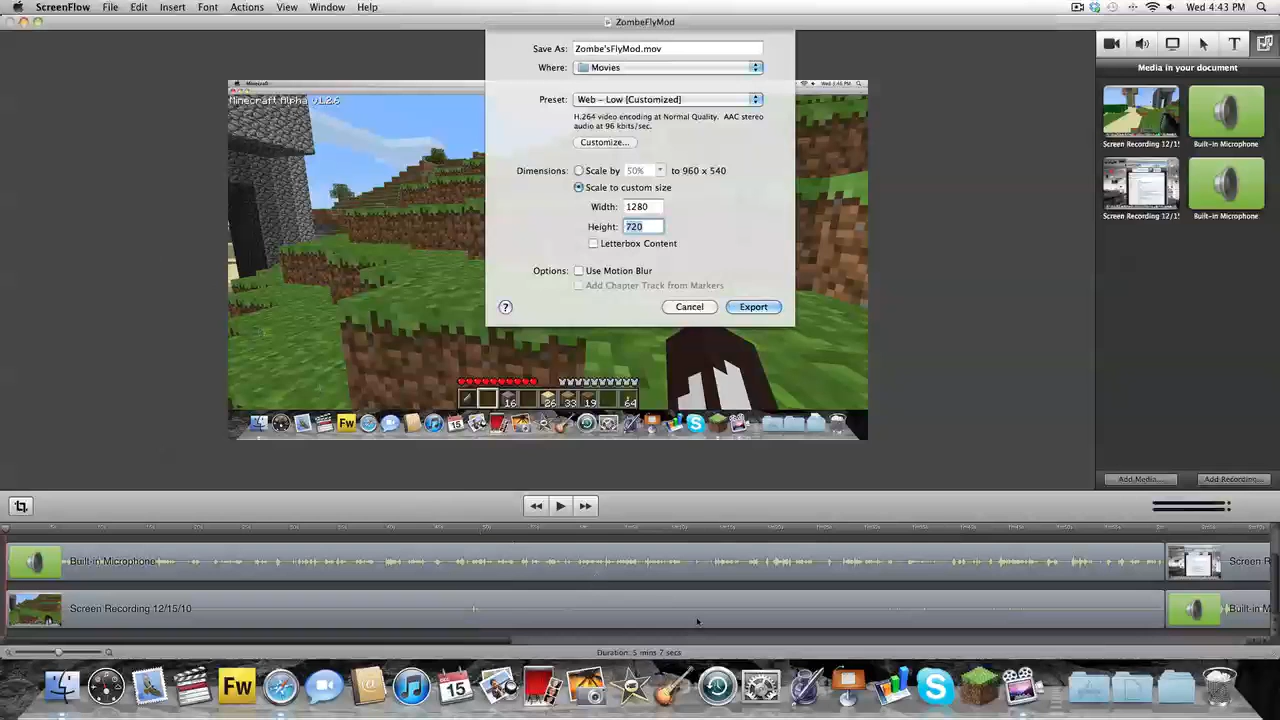 ScreenFlow File Edit Insert Font Actions View Window Help Wed 4:43 PM
ZombeFlyMod
Save As: Zombe'sFlyMod.mov
Where: Movies
Preset: Web – Low [Customized]
H.264 video encoding at Normal Quality. AAC stereo
audio at 96 kbits/sec.
Customize...
Dimensions: Scale by 50% to 960 x 540
Scale to custom size
Width: 1280
Height: 720
Letterbox Content
Options: Use Motion Blur
Add Chapter Track from Markers
? Cancel Export
Minecraft Alpha v1.2.6
16 26 33 19 64
Fw 15
Media in your document
Screen Recording 12/15 Built-in Microphone
Screen Recording 12/15 Built-in Microphone
Add Media... Add Recording...
Built-in Microphone Screen R
Screen Recording 12/15/10 Built-in M
Duration: 5 mins 7 secs
Fw DEC 15